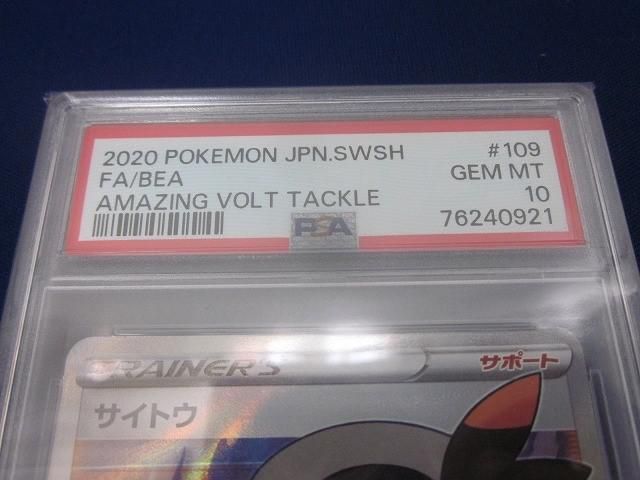 2020 POKEMON JPN.SWSH #109
FA/BEA GEM MT
AMAZING VOLT TACKLE 10
76240921
PSA
TRAINER'S サポート
サイトウ